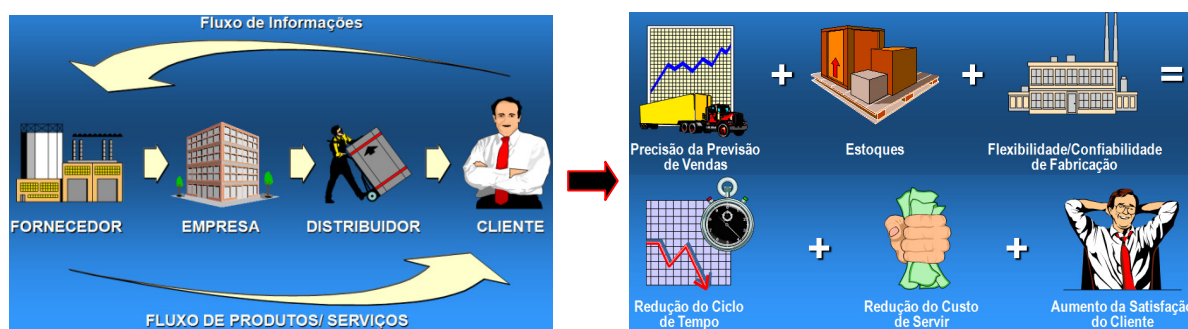 Fluxo de Informações
FORNECEDOR
EMPRESA
DISTRIBUIDOR
CLIENTE
FLUXO DE PRODUTOS/ SERVIÇOS
+
+
=
Precisão da Previsão
de Vendas
Estoques
Flexibilidade/Confiabilidade
de Fabricação
+
+
Redução do Ciclo
de Tempo
Redução do Custo
de Servir
Aumento da Satisfação
do Cliente